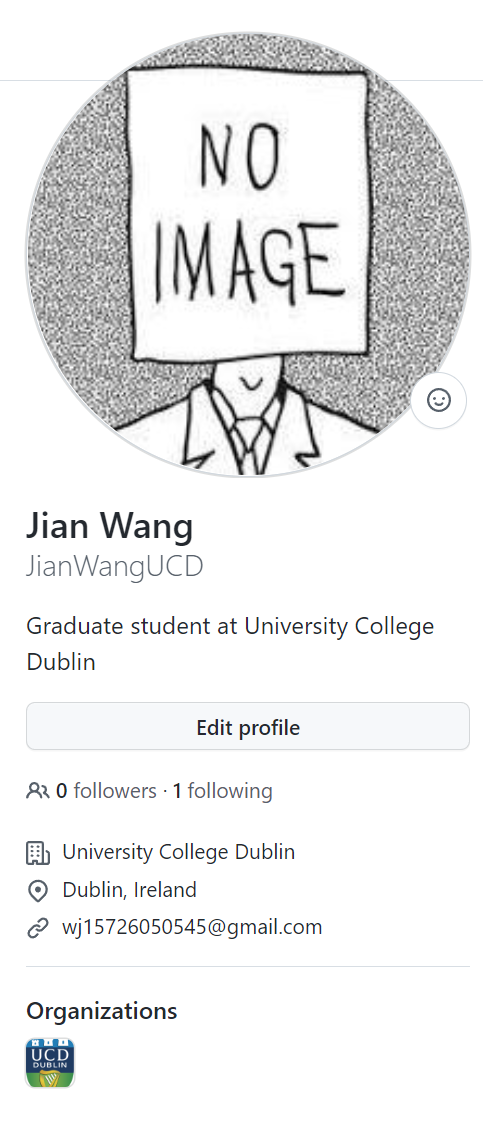 NO
IMAGE
Jian Wang
JianWangUCD
Graduate student at University College
Dublin
Edit profile
0 followers · 1 following
University College Dublin
Dublin, Ireland
wj15726050545@gmail.com
Organizations
UCD
DUBLIN